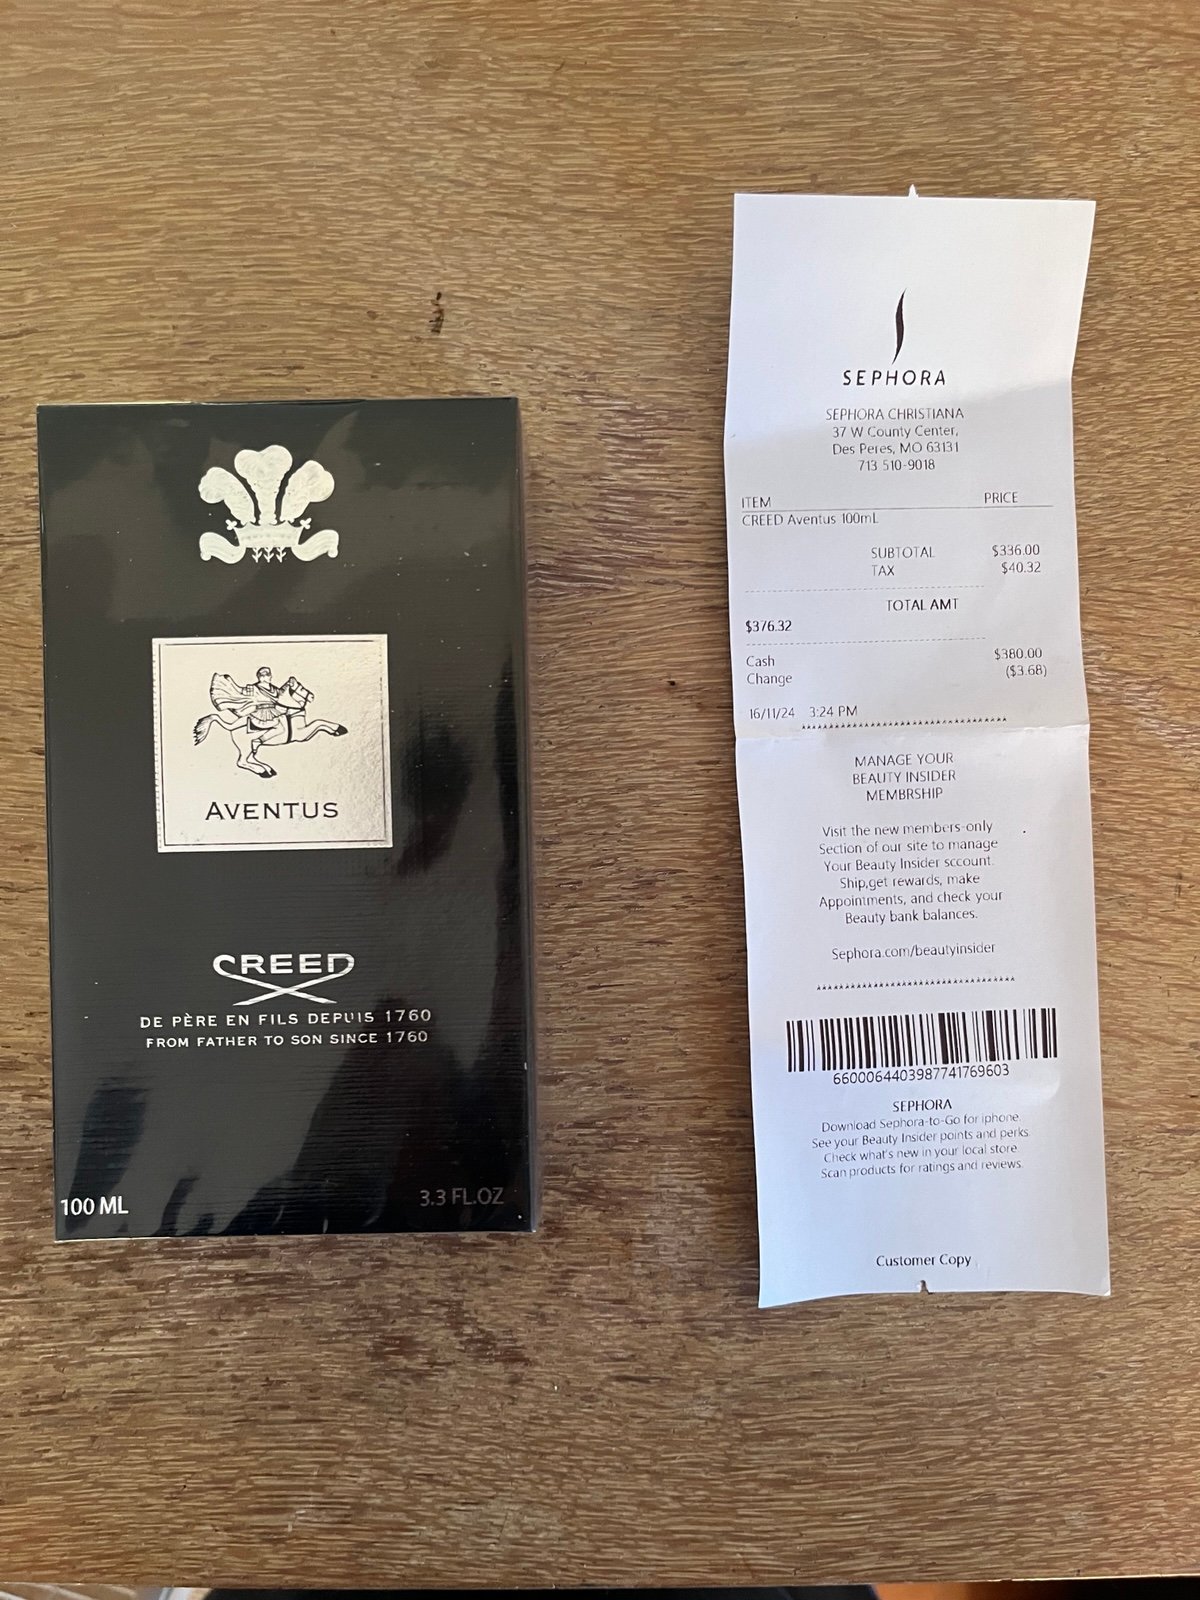 AVENTUS
CREED
DE PÈRE EN FILS DEPUIS 1760
FROM FATHER TO SON SINCE 1760
100 ML 3.3 FL.OZ
SEPHORA
SEPHORA CHRISTIANA
37 W County Center,
Des Peres, MO 63131
713 510-9018
ITEM PRICE
CREED Aventus 100mL
SUBTOTAL $336.00
TAX $40.32
TOTAL AMT
$376.32
Cash $380.00
Change ($3.68)
16/11/24 3:24 PM
MANAGE YOUR
BEAUTY INSIDER
MEMBRSHIP
Visit the new members-only
Section of our site to manage
Your Beauty Insider sccount.
Ship,get rewards, make
Appointments, and check your
Beauty bank balances.
Sephora.com/beautyinsider
6600064403987741769603
SEPHORA
Download Sephora-to-Go for iphone.
See your Beauty Insider points and perks.
Check what's new in your local store.
Scan products for ratings and reviews.
Customer Copy